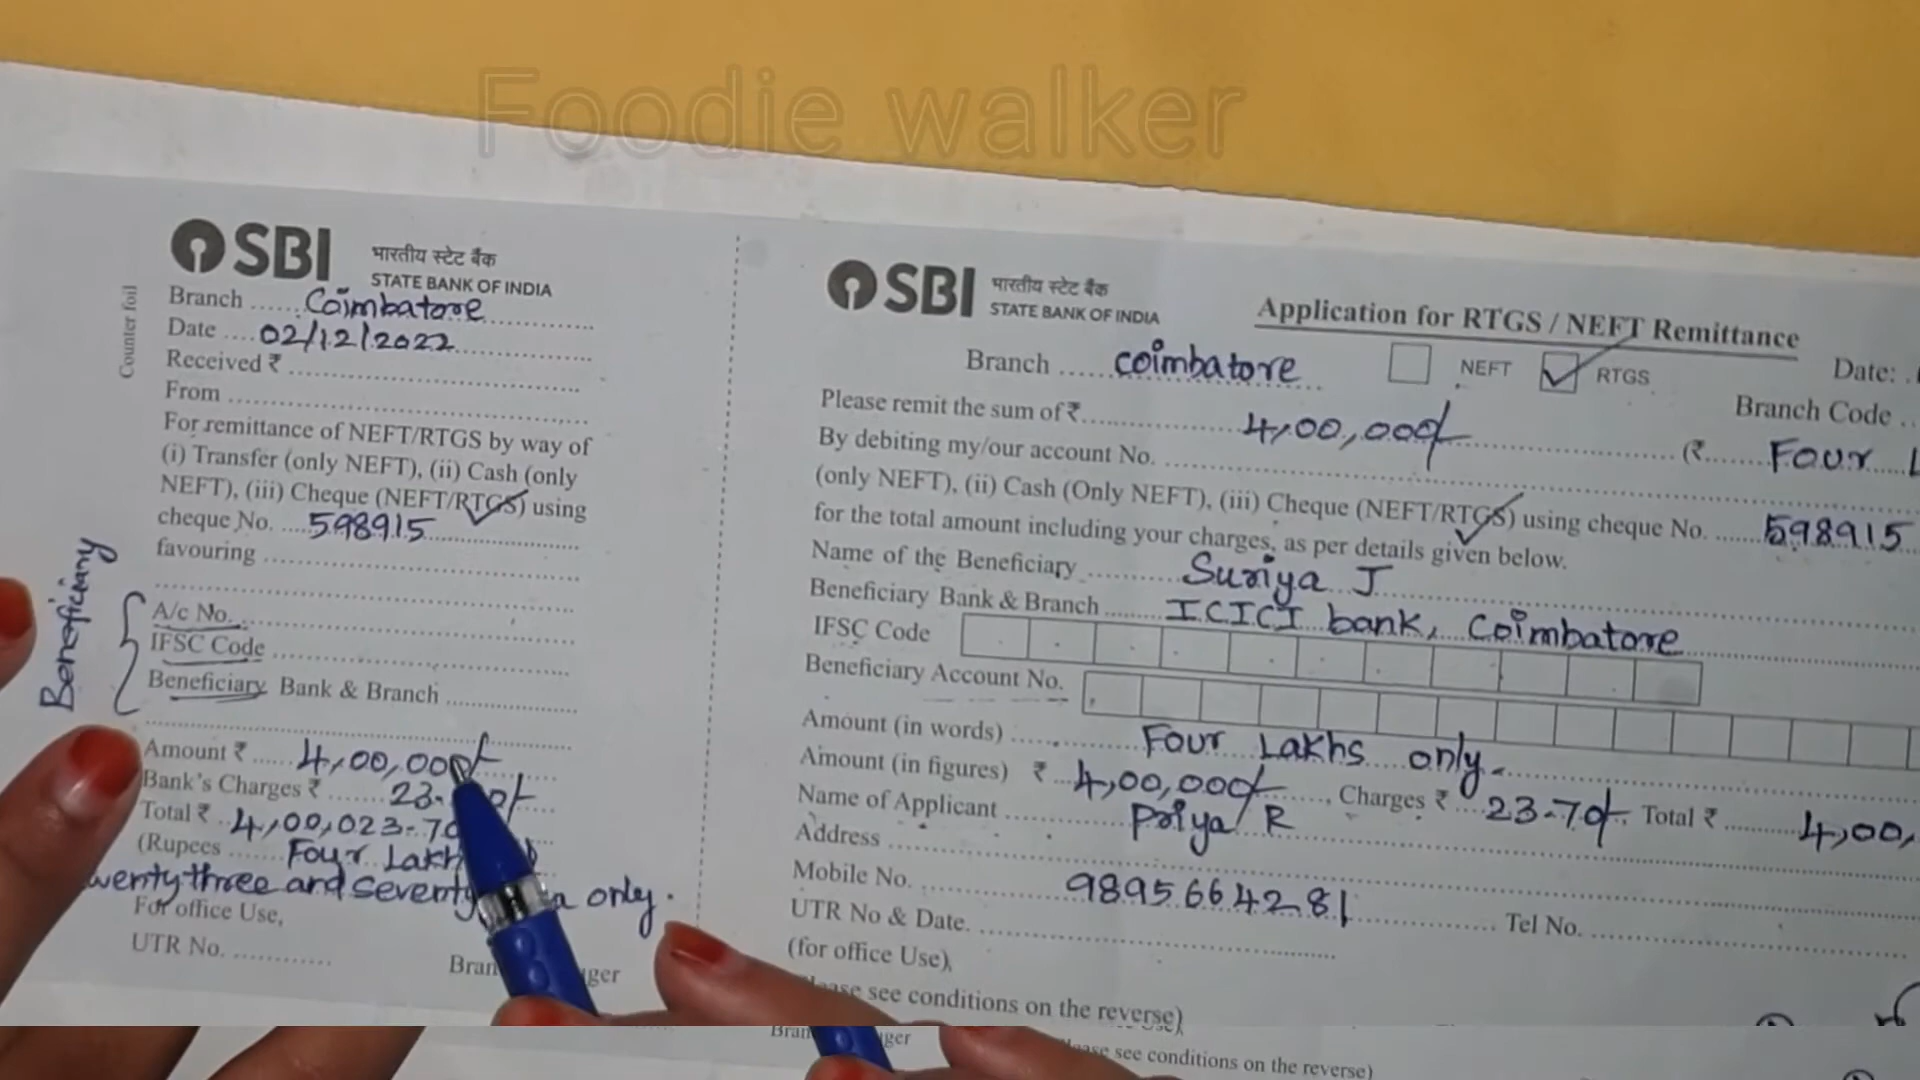 Foodie walker
SBI भारतीय स्टेट बैंक
STATE BANK OF INDIA
Counter foil
Branch ...... Coimbatore
Date .... 02/12/2022
Received ₹
From
For remittance of NEFT/RTGS by way of
(i) Transfer (only NEFT), (ii) Cash (only
NEFT), (iii) Cheque (NEFT/RTGS) using
cheque No. .... 598915
favouring
Beneficiary
A/c No.
IFSC Code
Beneficiary Bank & Branch
Amount ₹ ...... 4,00,000/-
Bank's Charges ₹ ....... 23.
Total ₹ .. 4,00,023.70
(Rupees ....... Four Lakh
wenty three and seventy only.
For office Use,
UTR No.
SBI भारतीय स्टेट बैंक
STATE BANK OF INDIA
Application for RTGS / NEFT Remittance
Branch ..... coimbatore NEFT RTGS Date:
Branch Code
Please remit the sum of ₹ 4,00,000/- (₹ Four
By debiting my/our account No.
(only NEFT), (ii) Cash (Only NEFT), (iii) Cheque (NEFT/RTGS) using cheque No. ...... 598915
for the total amount including your charges, as per details given below.
Name of the Beneficiary ......... Suriya J
Beneficiary Bank & Branch ....... ICICI bank, Coimbatore
IFSC Code
Beneficiary Account No.
Amount (in words) ........ Four Lakhs only.
Amount (in figures) ₹ 4,00,000/- Charges ₹ 23.70/- Total ₹ ......... 4,00,
Name of Applicant ........... Priya R
Address
Mobile No. ............ 9895664281
Tel No.
UTR No & Date.
(for office Use),
see conditions on the reverse)
see conditions on the reverse)